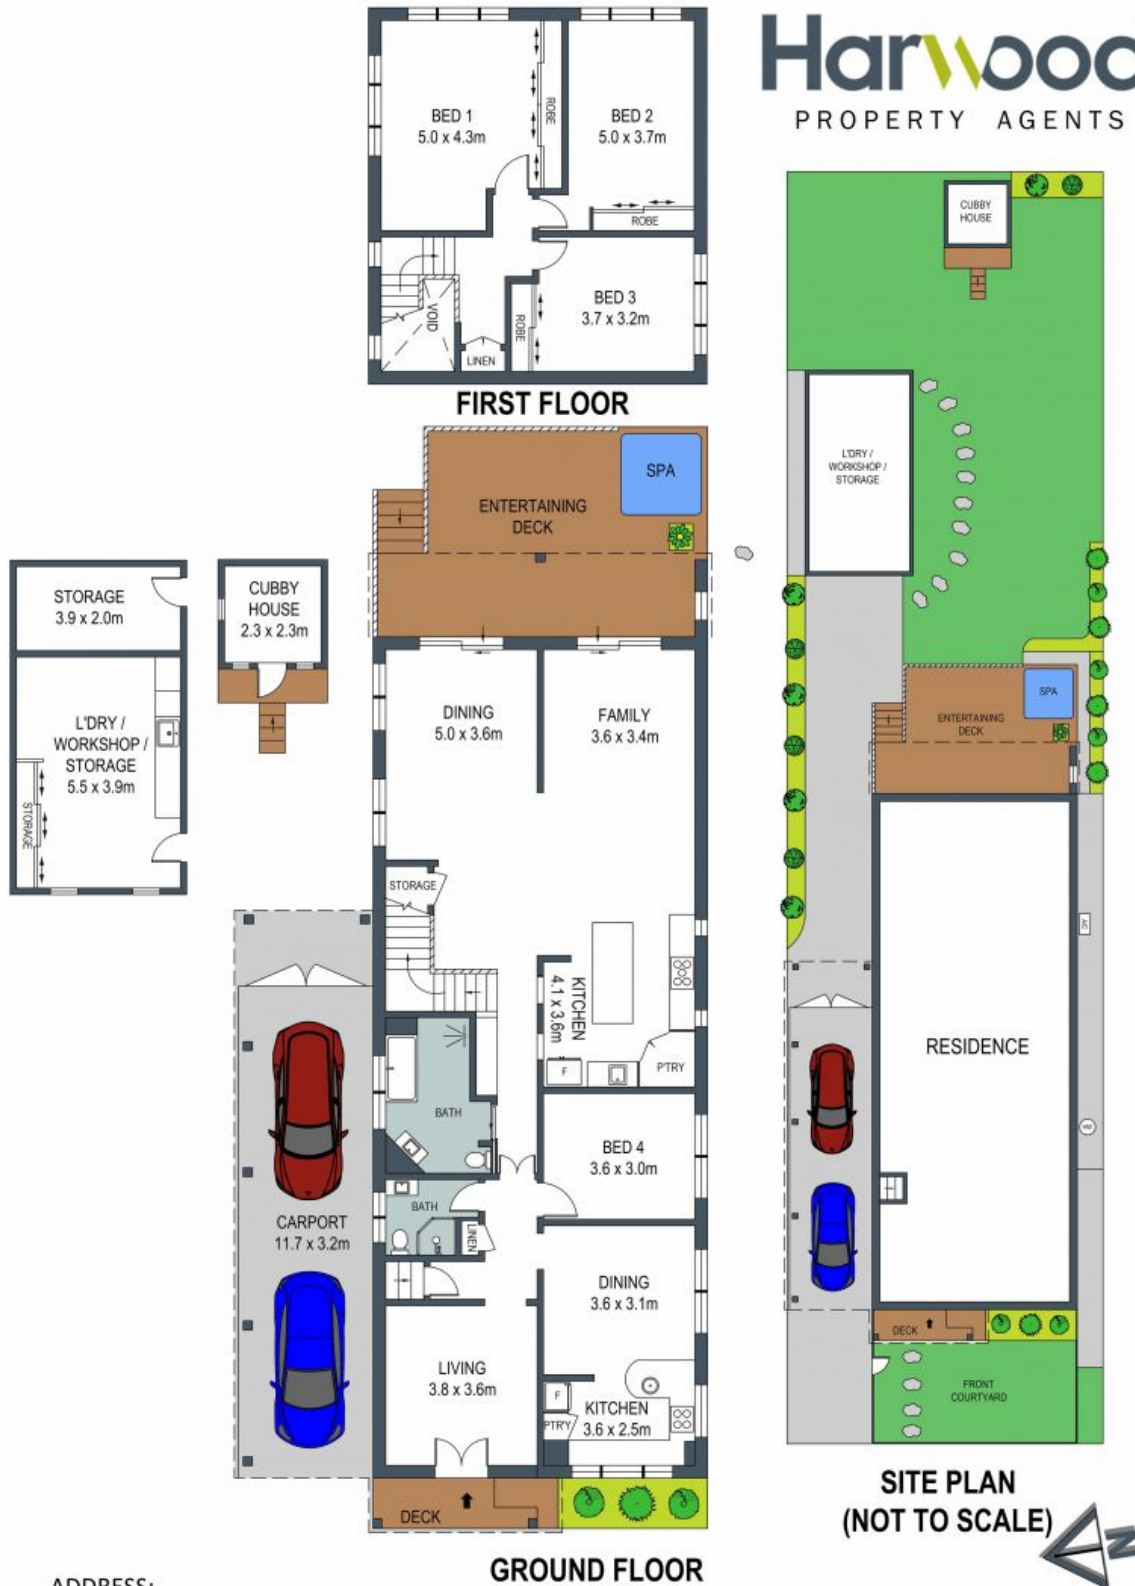 Harwood
PROPERTY AGENTS
BED 1
5.0 x 4.3m
ROBE
BED 2
5.0 x 3.7m
ROBE
BED 3
3.7 x 3.2m
ROBE
VOID
LINEN
FIRST FLOOR
ENTERTAINING
DECK
SPA
STORAGE
3.9 x 2.0m
L'DRY /
WORKSHOP /
STORAGE
5.5 x 3.9m
STORAGE
CUBBY
HOUSE
2.3 x 2.3m
DINING
5.0 x 3.6m
FAMILY
3.6 x 3.4m
STORAGE
KITCHEN
4.1 x 3.6m
F
P'TRY
BATH
BED 4
3.6 x 3.0m
BATH
LINEN
CARPORT
11.7 x 3.2m
DINING
3.6 x 3.1m
LIVING
3.8 x 3.6m
F
P'TRY
KITCHEN
3.6 x 2.5m
DECK
GROUND FLOOR
CUBBY
HOUSE
L'DRY /
WORKSHOP /
STORAGE
SPA
ENTERTAINING
DECK
A/C
RESIDENCE
HW
DECK
FRONT
COURTYARD
SITE PLAN
(NOT TO SCALE)
N
ADDRESS: